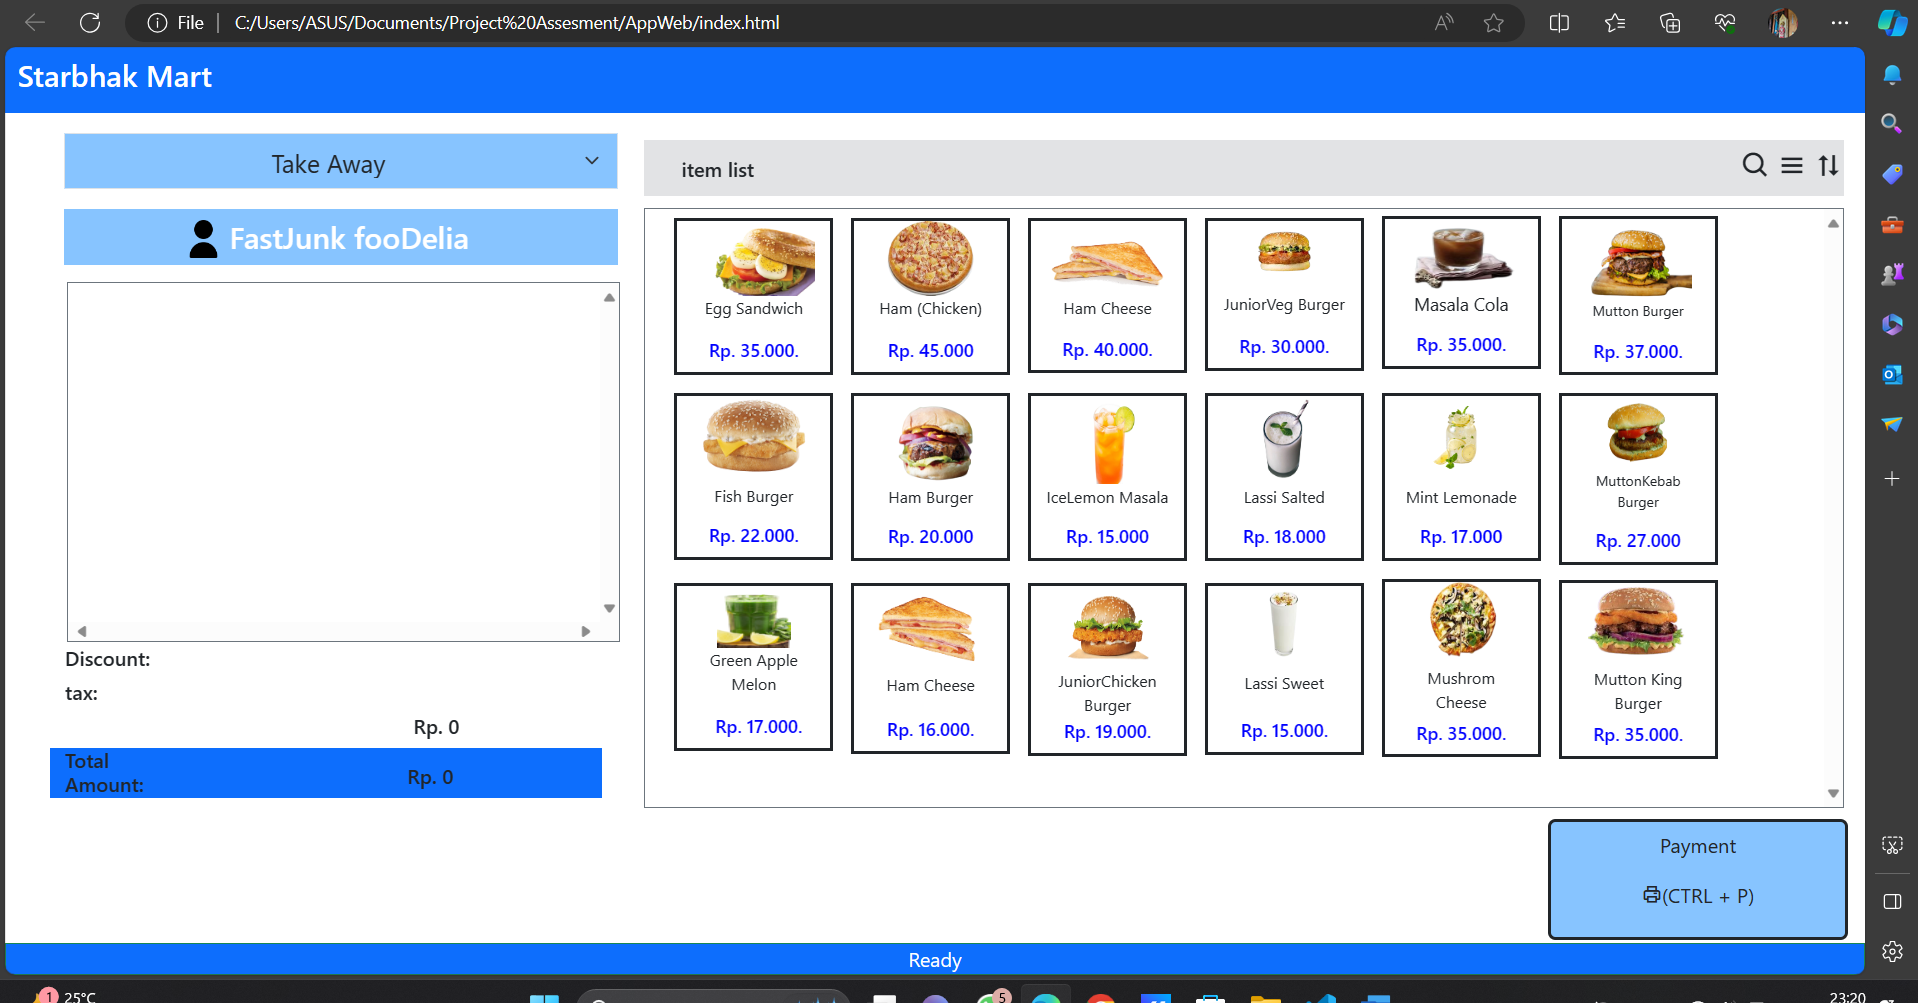 File
C:/Users/ASUS/Documents/Project%20Assesment/AppWeb/index.html
Starbhak Mart
Take Away
FastJunk fooDelia
Discount:
tax:
Rp. 0
Total
Amount:
Rp. 0
item list
Egg Sandwich
Rp. 35.000.
Ham (Chicken)
Rp. 45.000
Ham Cheese
Rp. 40.000.
JuniorVeg Burger
Rp. 30.000.
Masala Cola
Rp. 35.000.
Mutton Burger
Rp. 37.000.
Fish Burger
Rp. 22.000.
Ham Burger
Rp. 20.000
IceLemon Masala
Rp. 15.000
Lassi Salted
Rp. 18.000
Mint Lemonade
Rp. 17.000
MuttonKebab
Burger
Rp. 27.000
Green Apple
Melon
Rp. 17.000.
Ham Cheese
Rp. 16.000.
JuniorChicken
Burger
Rp. 19.000.
Lassi Sweet
Rp. 15.000.
Mushrom
Cheese
Rp. 35.000.
Mutton King
Burger
Rp. 35.000.
Payment
(CTRL + P)
Ready
1
25°C
5
23:20